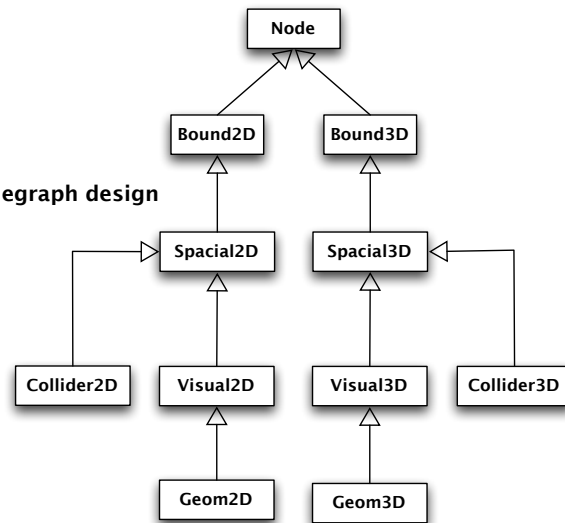 Node
Bound2D
Bound3D
egraph design
Spacial2D
Spacial3D
Collider2D
Visual2D
Visual3D
Collider3D
Geom2D
Geom3D